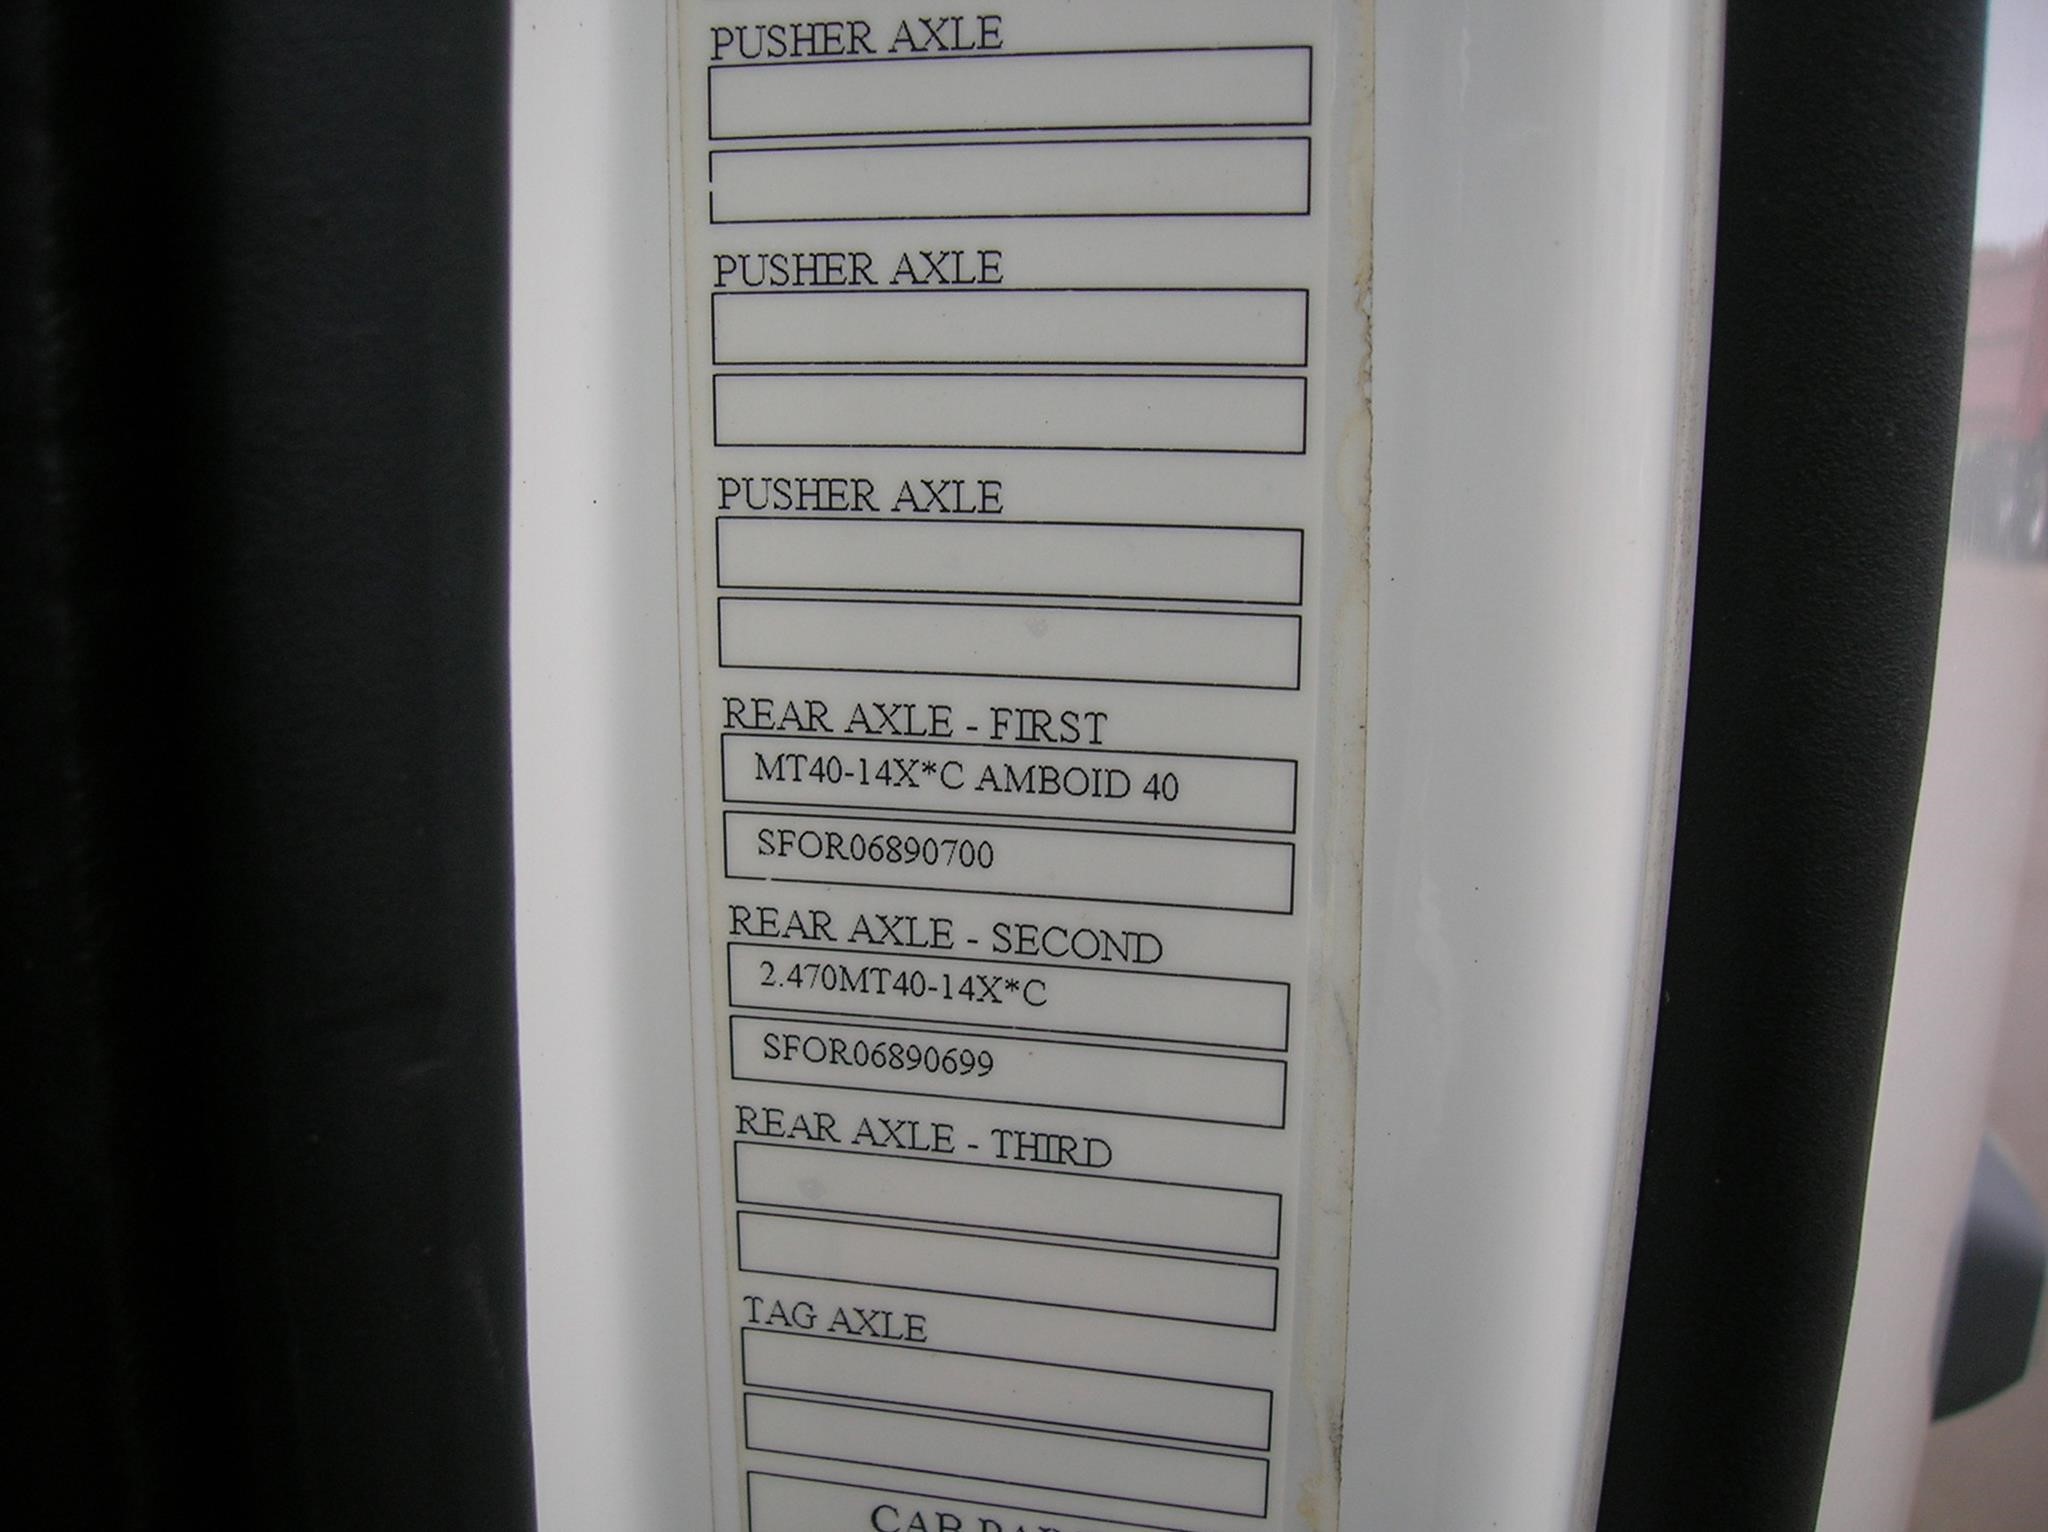 PUSHER AXLE
PUSHER AXLE
PUSHER AXLE
REAR AXLE - FIRST
MT40-14X*C AMBOID 40
SFOR06890700
REAR AXLE - SECOND
2.470MT40-14X*C
SFOR06890699
REAR AXLE - THIRD
TAG AXLE
CAB